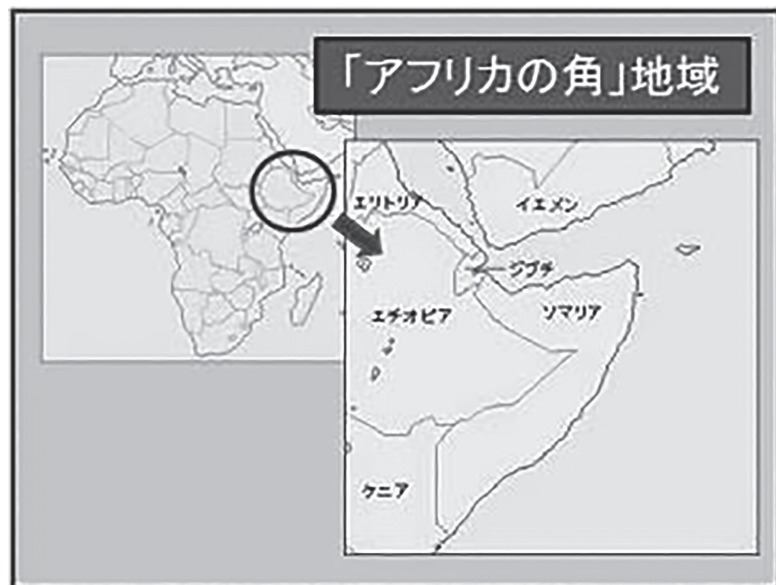 「アフリカの角」地域
エリトリア
イエメン
ジブチ
エチオピア
ソマリア
ケニア